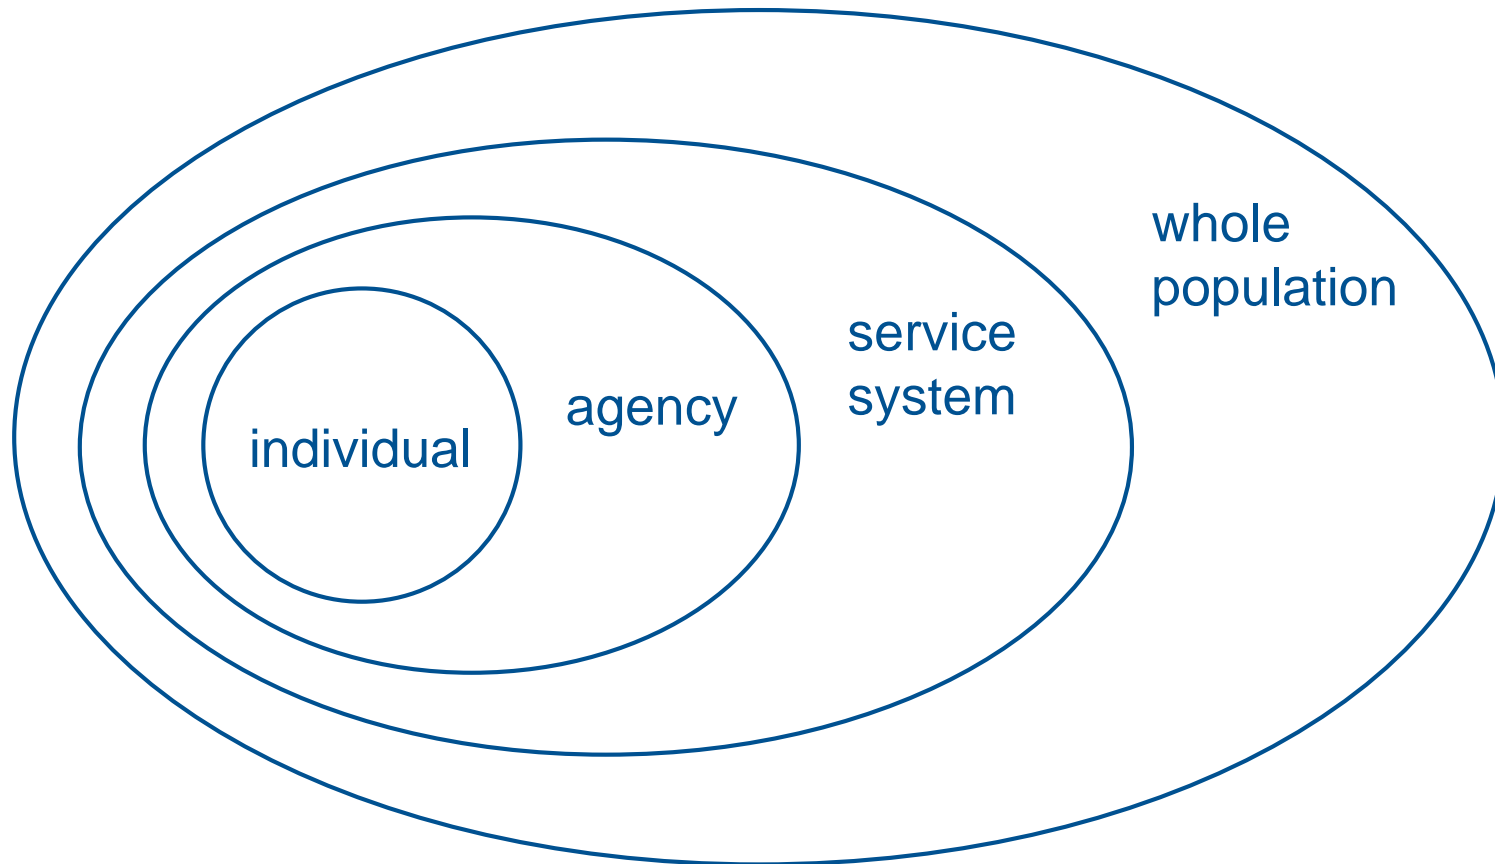 whole
population
service
system
agency
individual